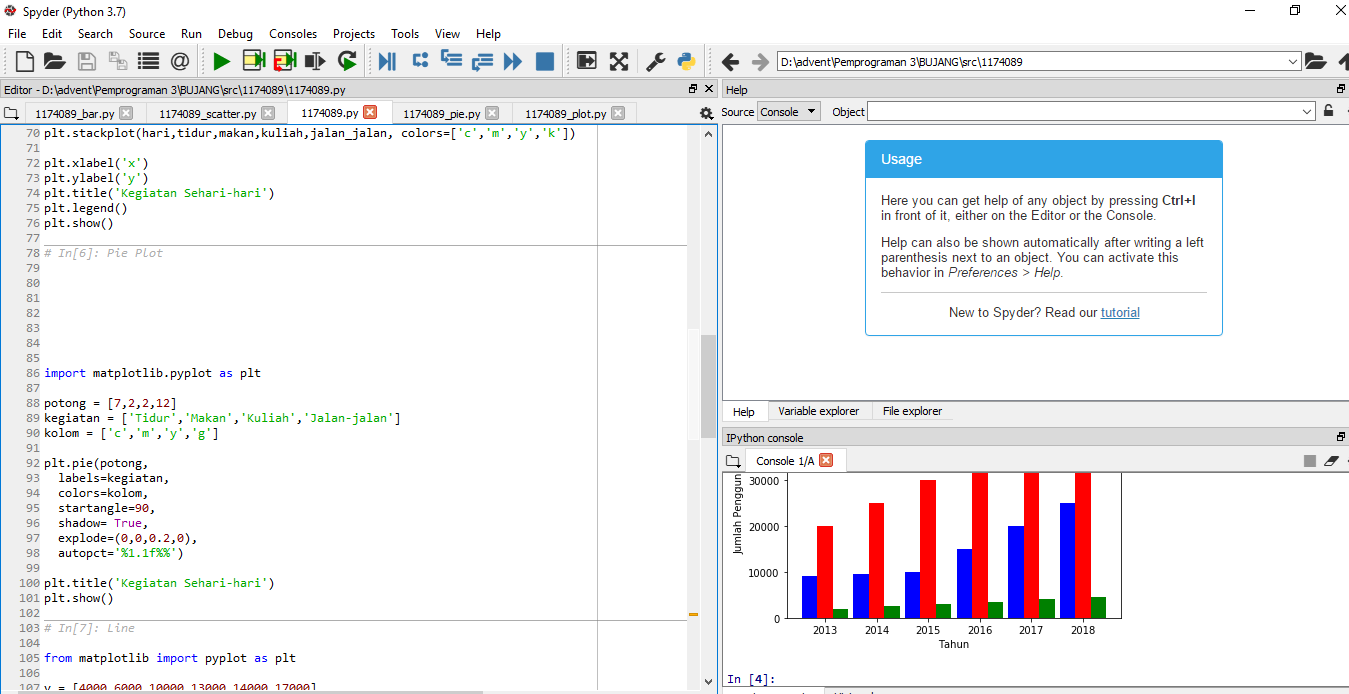 Spyder (Python 3.7)
File Edit Search Source Run Debug Consoles Projects Tools View Help
D:\advent\Pemprograman 3\BUJANG\src\1174089
Editor - D:\advent\Pemprograman 3\BUJANG\src\1174089\1174089.py
1174089_bar.py 1174089_scatter.py 1174089.py 1174089_pie.py 1174089_plot.py
70 plt.stackplot(hari,tidur,makan,kuliah,jalan_jalan, colors=['c','m','y','k'])
71
72 plt.xlabel('x')
73 plt.ylabel('y')
74 plt.title('Kegiatan Sehari-hari')
75 plt.legend()
76 plt.show()
77
78 # In[6]: Pie Plot
79
80
81
82
83
84
85
86 import matplotlib.pyplot as plt
87
88 potong = [7,2,2,12]
89 kegiatan = ['Tidur','Makan','Kuliah','Jalan-jalan']
90 kolom = ['c','m','y','g']
91
92 plt.pie(potong,
93 labels=kegiatan,
94 colors=kolom,
95 startangle=90,
96 shadow= True,
97 explode=(0,0,0.2,0),
98 autopct='%1.1f%%')
99
100 plt.title('Kegiatan Sehari-hari')
101 plt.show()
102
103 # In[7]: Line
104
105 from matplotlib import pyplot as plt
106
107 y = [4000,6000,10000,13000,14000,17000]
Help
Source Console Object
Usage
Here you can get help of any object by pressing Ctrl+I
in front of it, either on the Editor or the Console.
Help can also be shown automatically after writing a left
parenthesis next to an object. You can activate this
behavior in Preferences > Help.
New to Spyder? Read our tutorial
Help Variable explorer File explorer
IPython console
Console 1/A
Jumlah Penggun
30000
20000
10000
0
2013 2014 2015 2016 2017 2018
Tahun
In [4]: